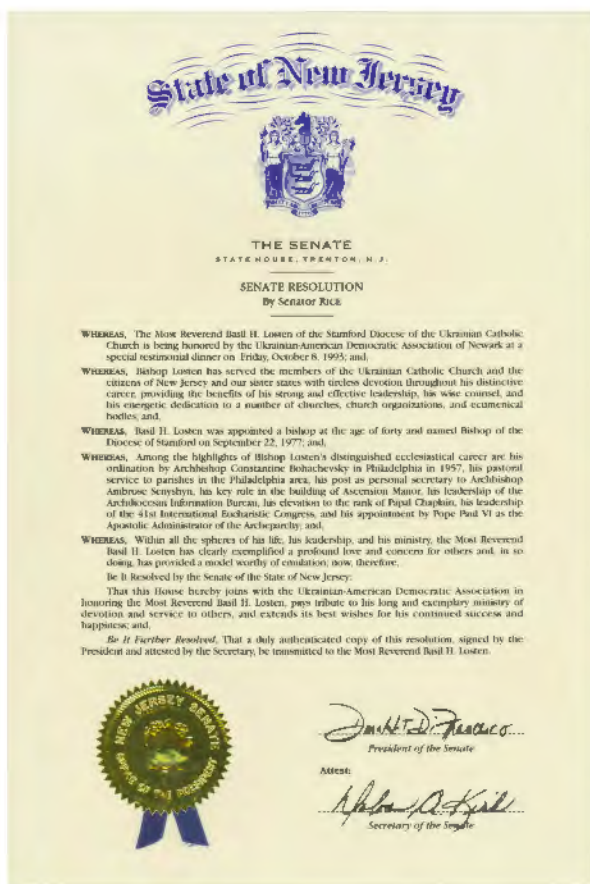 State of New Jersey
THE SENATE
STATE HOUSE, TRENTON, N. J.
SENATE RESOLUTION
By Senator RICE
WHEREAS, The Most Reverend Basil H. Losten of the Stamford Diocese of the Ukrainian Catholic
Church is being honored by the Ukrainian-American Democratic Association of Newark at a
special testimonial dinner on Friday, October 8, 1993; and,
WHEREAS, Bishop Losten has served the members of the Ukrainian Catholic Church and the
citizens of New Jersey and our sister states with tireless devotion throughout his distinctive
career, providing the benefits of his strong and effective leadership, his wise counsel, and
his energetic dedication to a number of churches, church organizations, and ecumenical
bodies; and,
WHEREAS, Basil H. Losten was appointed a bishop at the age of forty and named Bishop of the
Diocese of Stamford on September 22, 1977; and,
WHEREAS, Among the highlights of Bishop Losten's distinguished ecclesiastical career are his
ordination by Archbishop Constantine Bohachevsky in Philadelphia in 1957, his pastoral
service to parishes in the Philadelphia area, his post as personal secretary to Archbishop
Ambrose Senyshyn, his key role in the building of Ascension Manor, his leadership of the
Archdiocesan Information Bureau, his elevation to the rank of Papal Chaplain, his leadership
of the 41st International Eucharistic Congress, and his appointment by Pope Paul VI as the
Apostolic Administrator of the Archeparchy; and,
WHEREAS, Within all the spheres of his life, his leadership, and his ministry, the Most Reverend
Basil H. Losten has clearly exemplified a profound love and concern for others and, in so
doing, has provided a model worthy of emulation; now, therefore,
Be It Resolved by the Senate of the State of New Jersey:
That this House hereby joins with the Ukrainian-American Democratic Association in
honoring the Most Reverend Basil H. Losten, pays tribute to his long and exemplary ministry of
devotion and service to others, and extends its best wishes for his continued success and
happiness; and,
Be It Further Resolved, That a duly authenticated copy of this resolution, signed by the
President and attested by the Secretary, be transmitted to the Most Reverend Basil H. Losten.
NEW JERSEY SENATE
OFFICE OF THE PRESIDENT
Donald T. Di Francesco
President of the Senate
Attest:
Secretary of the Senate